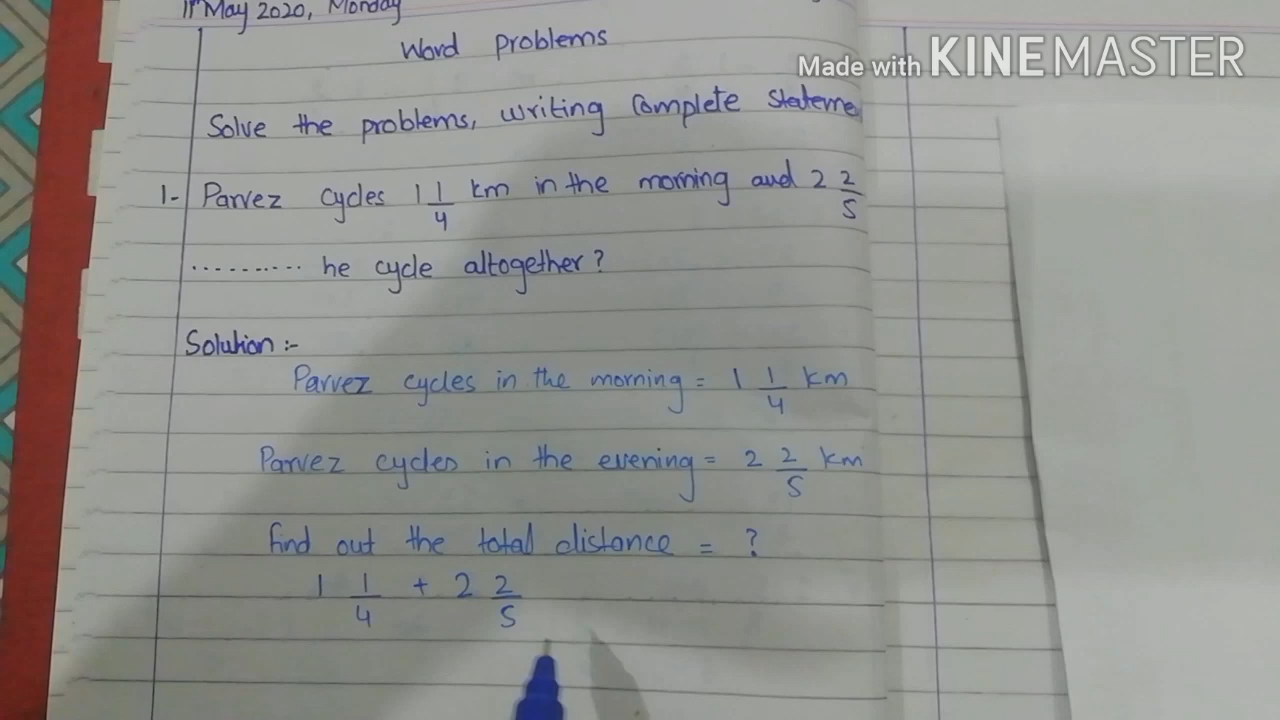 11 May 2020, Monday
Made with KINEMASTER
Word problems
Solve the problems, writing Complete Stateme
1- Parvez cycles 1 1/4 km in the morning and 2 2/5
.......... he cycle altogether?
Solution :-
Parvez cycles in the morning = 1 1/4 km
Parvez cycles in the evening = 2 2/5 km
find out the total distance = ?
1 1/4 + 2 2/5